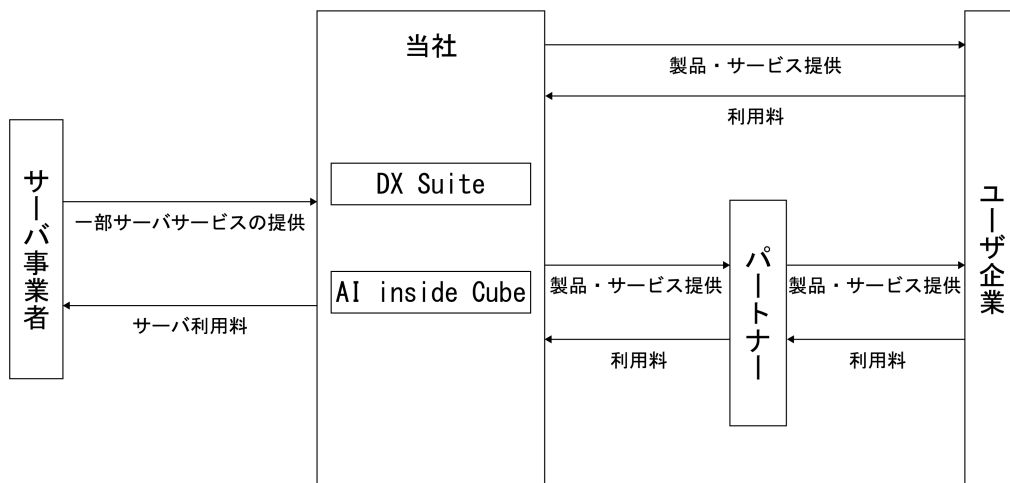 当社
製品・サービス提供
利用料
サーバ事業者
DX Suite
一部サーバサービスの提供
ユーザ企業
パートナー
AI inside Cube
製品・サービス提供
製品・サービス提供
サーバ利用料
利用料
利用料